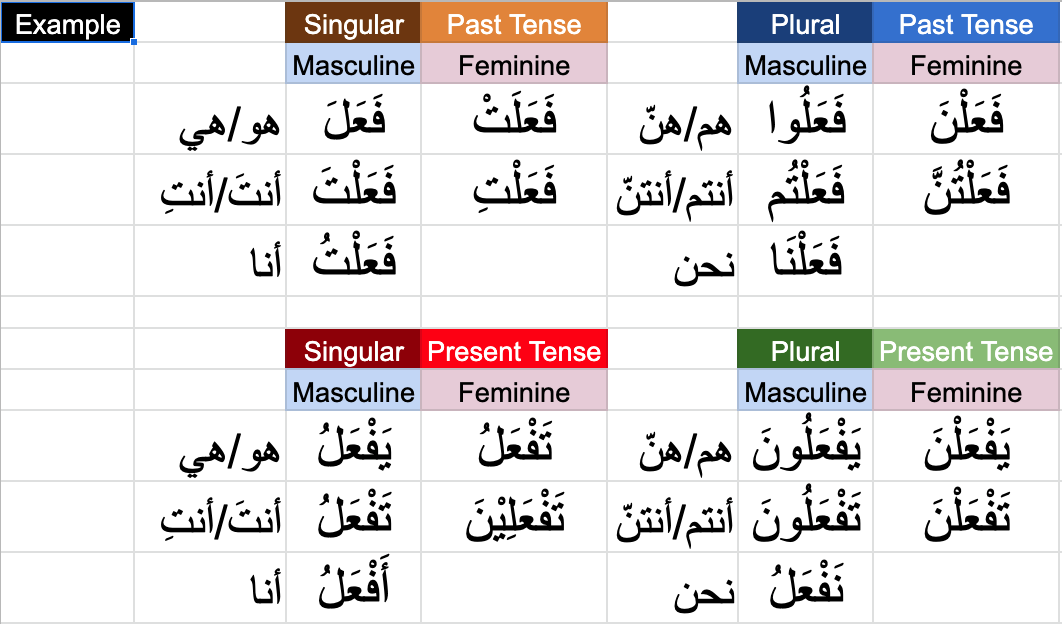 Example Singular Past Tense Plural Past Tense
Masculine Feminine Masculine Feminine
هو/هي فَعَلَ فَعَلَتْ هم/هنّ فَعَلُوا فَعَلْنَ
أنتَ/أنتِ فَعَلْتَ فَعَلْتِ أنتم/أنتنّ فَعَلْتُم فَعَلْتُنَّ
أنا فَعَلْتُ نحن فَعَلْنَا
Singular Present Tense Plural Present Tense
Masculine Feminine Masculine Feminine
هو/هي يَفْعَلُ تَفْعَلُ هم/هنّ يَفْعَلُونَ يَفْعَلْنَ
أنتَ/أنتِ تَفْعَلُ تَفْعَلِيْنَ أنتم/أنتنّ تَفْعَلُونَ تَفْعَلْنَ
أنا أَفْعَلُ نحن نَفْعَلُ